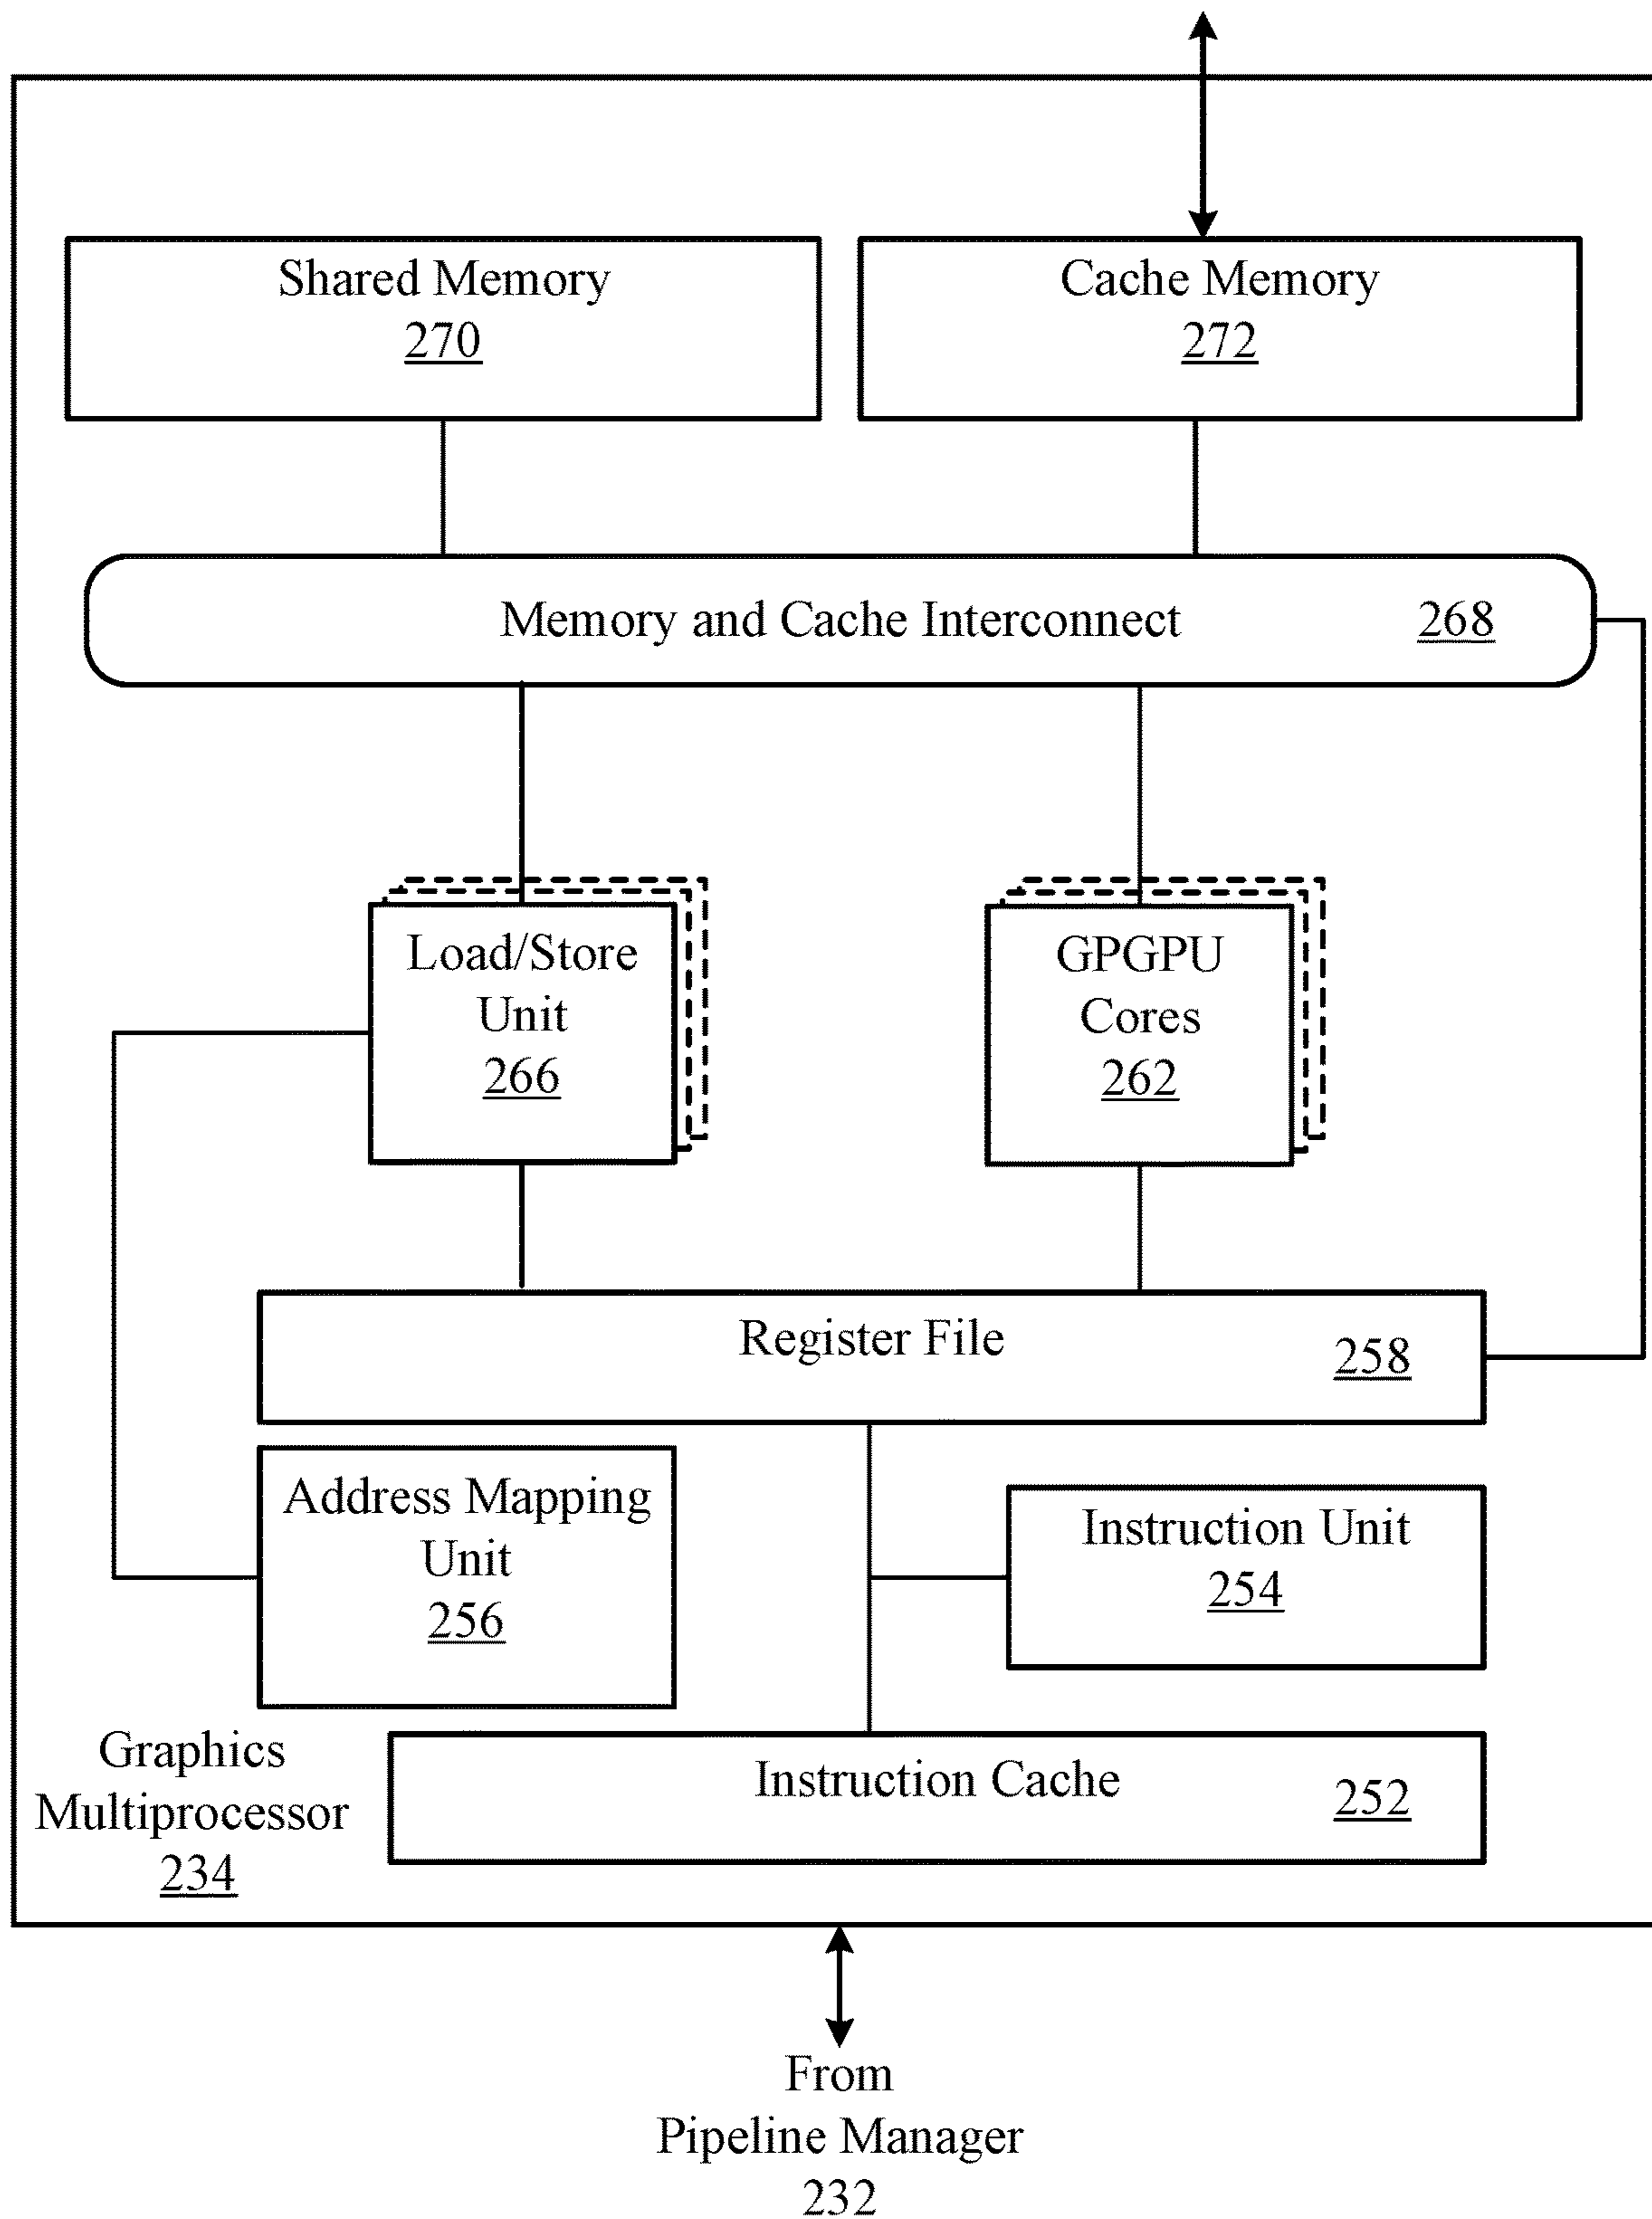 Shared Memory
270
Cache Memory
272
Memory and Cache Interconnect 268
Load/Store
Unit
266
GPGPU
Cores
262
Register File 258
Address Mapping
Unit
256
Instruction Unit
254
Graphics
Multiprocessor
234
Instruction Cache 252
From
Pipeline Manager
232